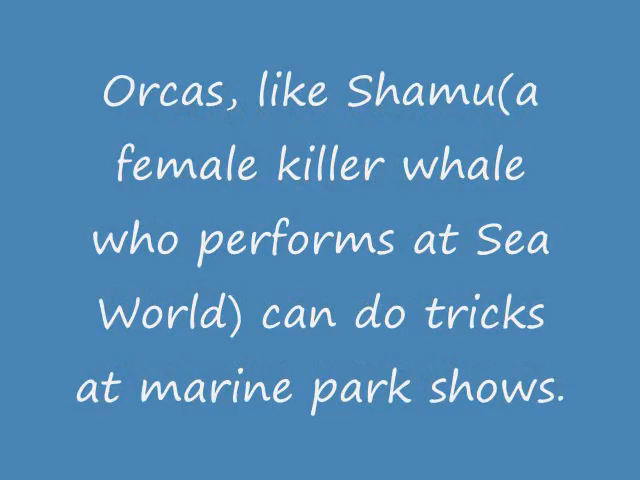 Orcas, like Shamu(a
female killer whale
who performs at Sea
World) can do tricks
at marine park shows.